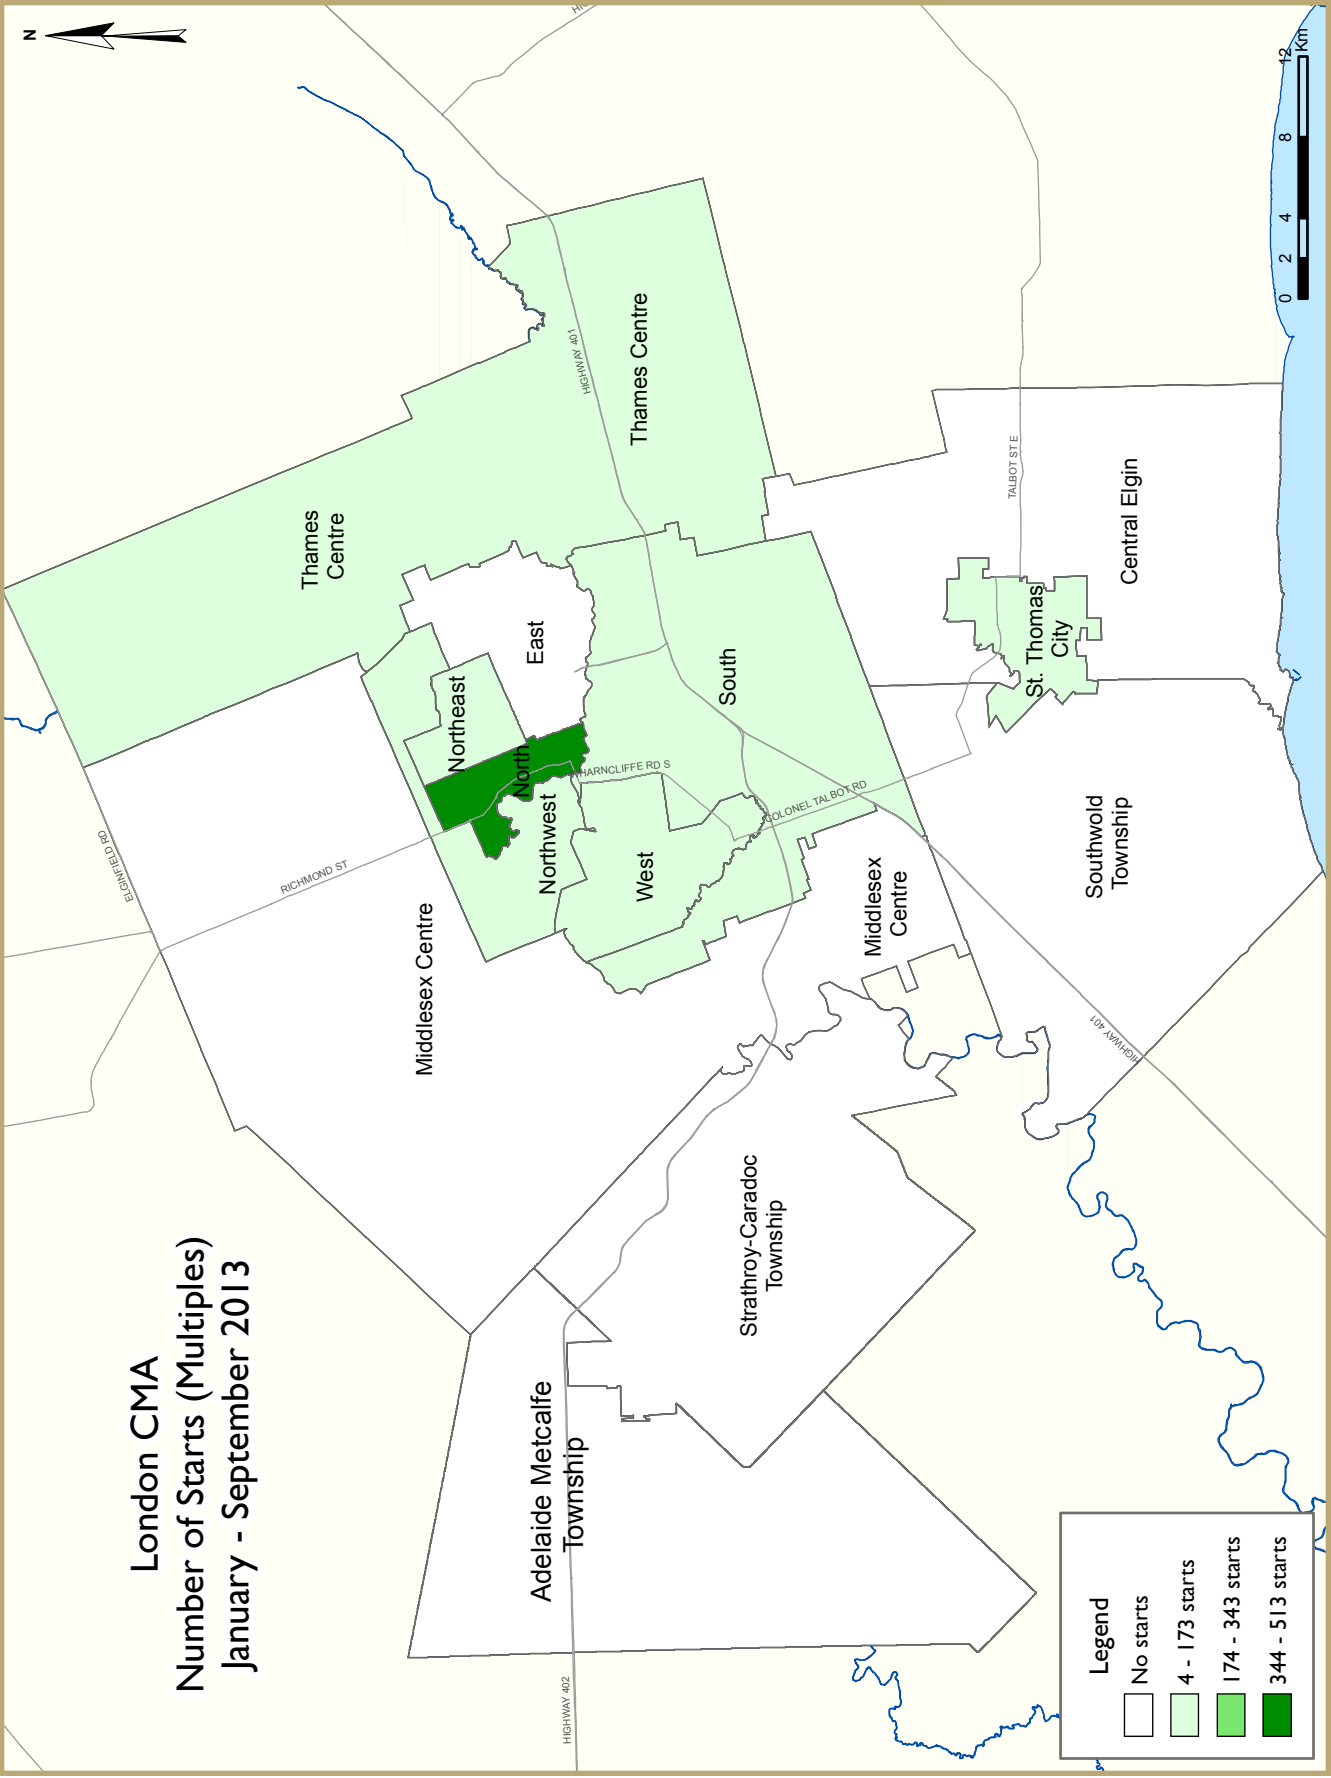 London CMA
Number of Starts (Multiples)
January - September 2013
N
ELGINFIELD RD
RICHMOND ST
Thames
Centre
Middlesex Centre
Northeast
East
North
Northwest
HARNCLIFFE RD S
West
South
HIGHWAY 401
Thames Centre
COLONEL TALBOT RD
Middlesex
Centre
Adelaide Metcalfe
Township
HIGHWAY 402
Strathroy-Caradoc
Township
TALBOT ST E
St. Thomas
City
Central Elgin
Southwold
Township
HIGHWAY 401
Legend
No starts
4 - 173 starts
174 - 343 starts
344 - 513 starts
0 2 4 8 12
Km